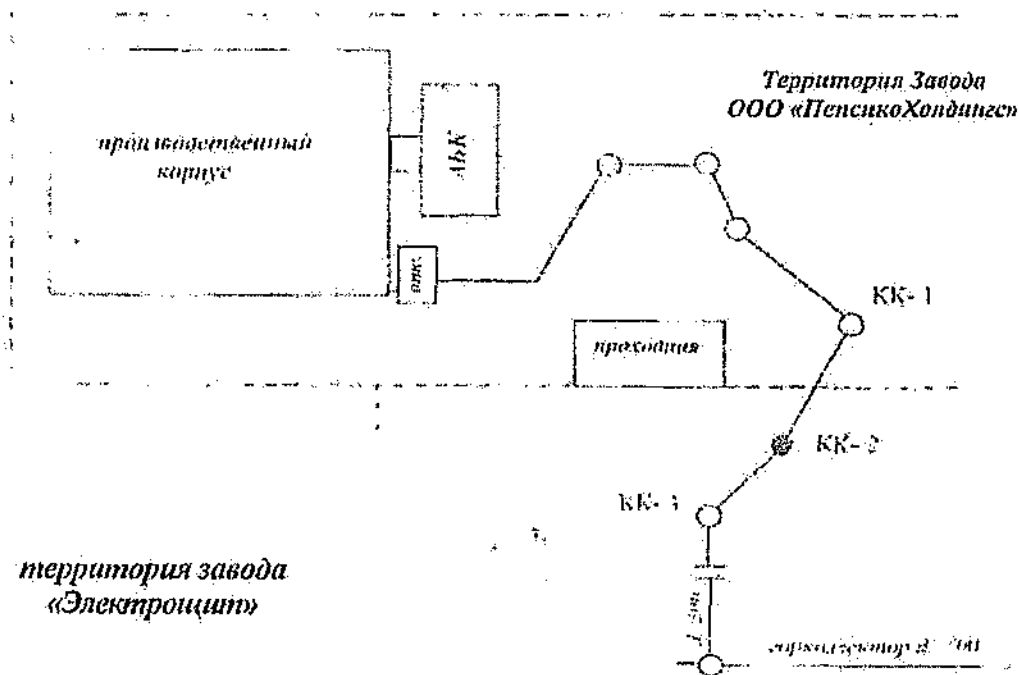 Территория Завода
ООО «ПепсикоХолдингс»
производственный
корпус
АБК
КК- 1
проходная
КК- 2
КК- 3
территория завода
«Электрощит»